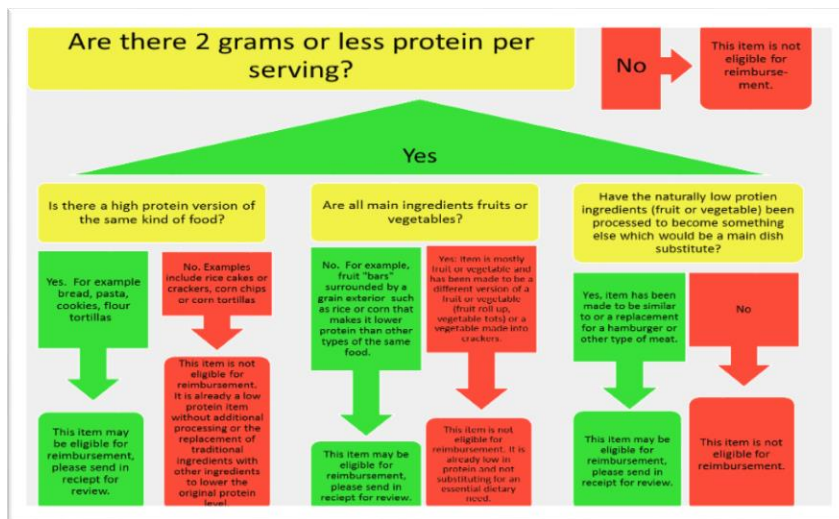 Are there 2 grams or less protein per
serving?
No
This item is not
eligible for
reimburse-
ment.
Yes
Is there a high protein version of
the same kind of food?
Yes. For example
bread, pasta,
cookies, flour
tortillas
No. Examples
include rice cakes or
crackers, corn chips
or corn tortillas
This item may
be eligible for
reimbursement,
please send in
reciept for
review.
This item is not
eligible for
reimbursement.
It is already a low
protein item
without additional
processing or the
replacement of
traditional
ingredients with
other ingredients
to lower the
original protein
level.
Are all main ingredients fruits or
vegetables?
No. For example,
fruit "bars"
surrounded by a
grain exterior such
as rice or corn that
makes it lower
protein than other
types of the same
food.
Yes: item is mostly
fruit or vegetable and
has been made to be a
different version of a
fruit or vegetable
(fruit roll up,
vegetable tots) or a
vegetable made into
crackers.
This item may be
eligible for
reimbursement,
please send in
reciept for review.
This item is not
eligible for
reimbursement. It is
already low in
protein and not
substituting for an
essential dietary
need.
Have the naturally low protien
ingredients (fruit or vegetable) been
processed to become something
else which would be a main dish
substitute?
Yes, item has been
made to be similar
to or a replacement
for a hamburger or
other type of meat.
No
This item may be
eligible for
reimbursement,
please send in
receipt for review.
This item is not
eligible for
reimbursement.